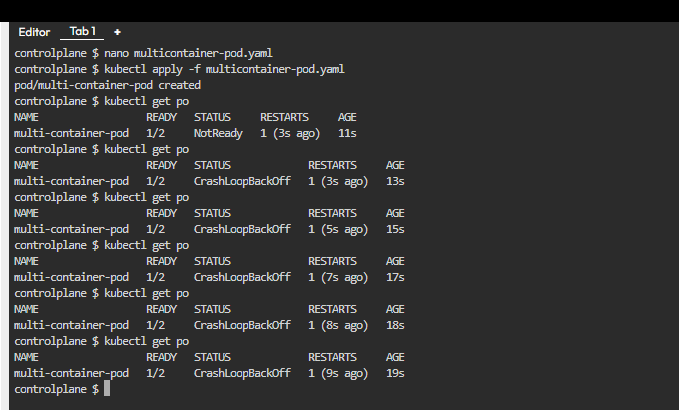 Editor Tab 1 +
controlplane $ nano multicontainer-pod.yaml
controlplane $ kubectl apply -f multicontainer-pod.yaml
pod/multi-container-pod created
controlplane $ kubectl get po
NAME READY STATUS RESTARTS AGE
multi-container-pod 1/2 NotReady 1 (3s ago) 11s
controlplane $ kubectl get po
NAME READY STATUS RESTARTS AGE
multi-container-pod 1/2 CrashLoopBackOff 1 (3s ago) 13s
controlplane $ kubectl get po
NAME READY STATUS RESTARTS AGE
multi-container-pod 1/2 CrashLoopBackOff 1 (5s ago) 15s
controlplane $ kubectl get po
NAME READY STATUS RESTARTS AGE
multi-container-pod 1/2 CrashLoopBackOff 1 (7s ago) 17s
controlplane $ kubectl get po
NAME READY STATUS RESTARTS AGE
multi-container-pod 1/2 CrashLoopBackOff 1 (8s ago) 18s
controlplane $ kubectl get po
NAME READY STATUS RESTARTS AGE
multi-container-pod 1/2 CrashLoopBackOff 1 (9s ago) 19s
controlplane $